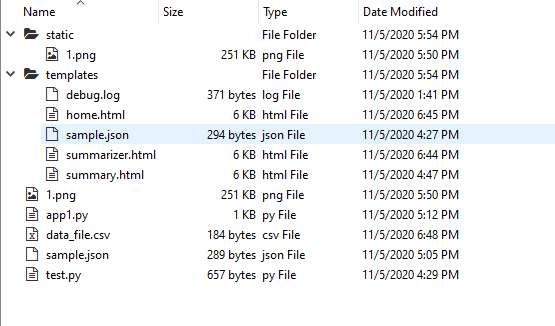 Name Size Type Date Modified
static File Folder 11/5/2020 5:54 PM
1.png 251 KB png File 11/5/2020 5:50 PM
templates File Folder 11/5/2020 5:54 PM
debug.log 371 bytes log File 11/5/2020 1:41 PM
home.html 6 KB html File 11/5/2020 6:45 PM
sample.json 294 bytes json File 11/5/2020 4:27 PM
summarizer.html 6 KB html File 11/5/2020 6:44 PM
summary.html 6 KB html File 11/5/2020 4:47 PM
1.png 251 KB png File 11/5/2020 5:50 PM
app1.py 1 KB py File 11/5/2020 5:12 PM
data_file.csv 184 bytes csv File 11/5/2020 6:48 PM
sample.json 289 bytes json File 11/5/2020 5:05 PM
test.py 657 bytes py File 11/5/2020 4:29 PM